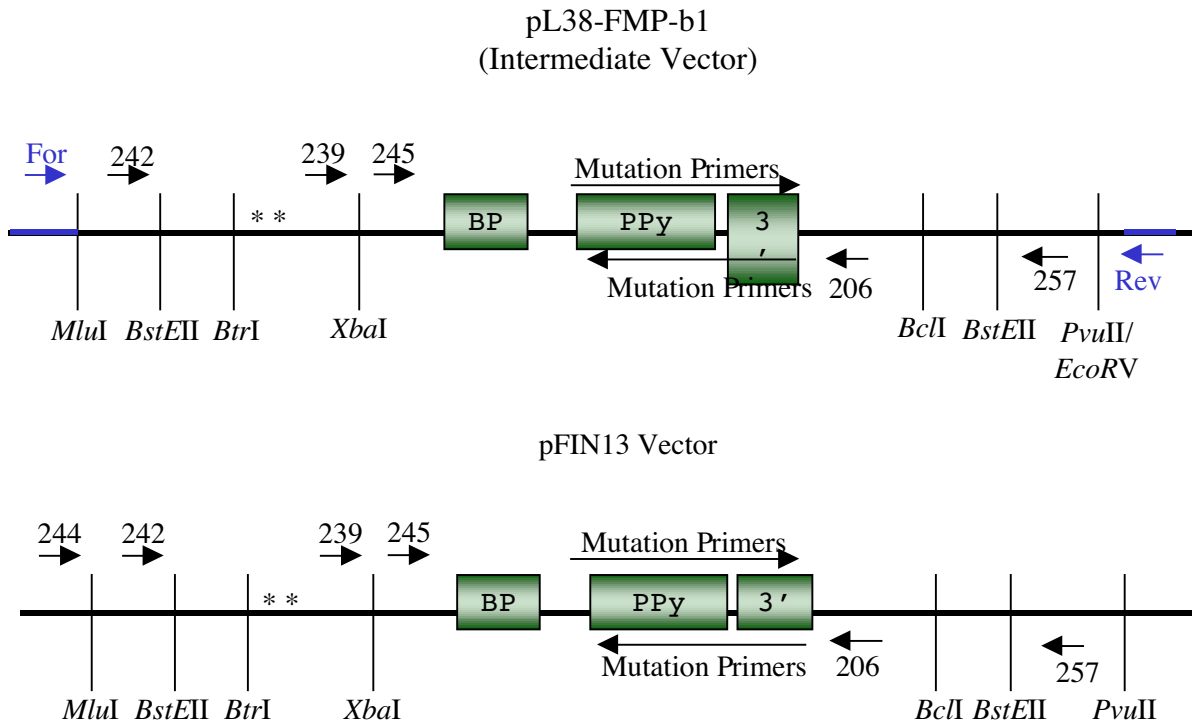 pL38-FMP-b1
(Intermediate Vector)
For
242
239
245
Mutation Primers
* *
BP
PPy
3
'
Mutation Primers
206
257
Rev
MluI
BstEII
BtrI
XbaI
BclI
BstEII
PvuII/
EcoRV
pFIN13 Vector
244
242
239
245
Mutation Primers
* *
BP
PPy
3'
Mutation Primers
206
257
MluI
BstEII
BtrI
XbaI
BclI
BstEII
PvuII